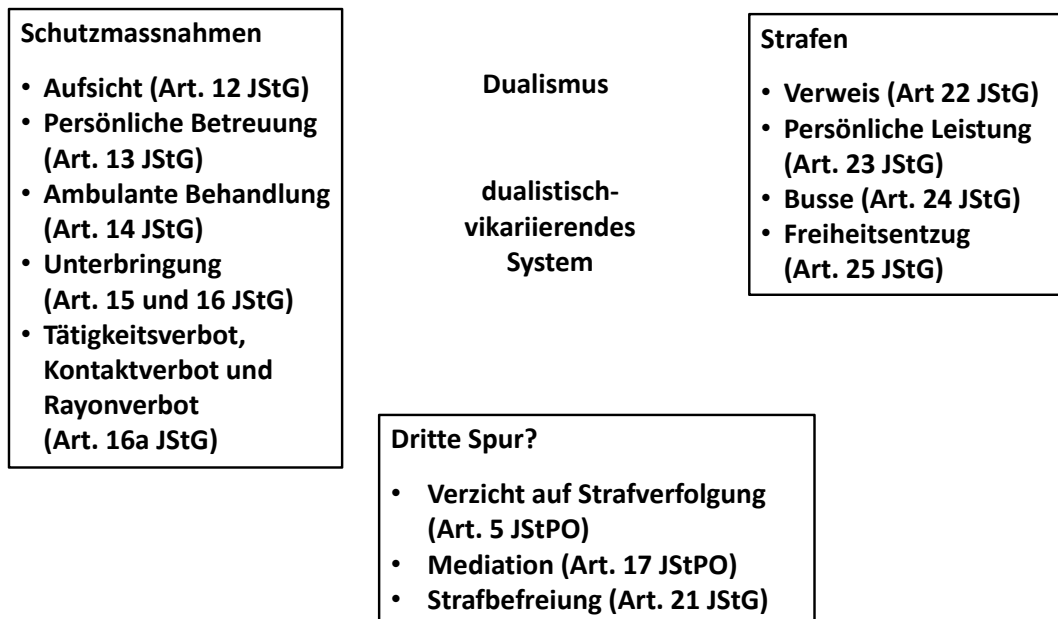 Schutzmassnahmen
• Aufsicht (Art. 12 JStG)
• Persönliche Betreuung
(Art. 13 JStG)
• Ambulante Behandlung
(Art. 14 JStG)
• Unterbringung
(Art. 15 und 16 JStG)
• Tätigkeitsverbot,
Kontaktverbot und
Rayonverbot
(Art. 16a JStG)
Dualismus
dualistisch-
vikariierendes
System
Strafen
• Verweis (Art 22 JStG)
• Persönliche Leistung
(Art. 23 JStG)
• Busse (Art. 24 JStG)
• Freiheitsentzug
(Art. 25 JStG)
Dritte Spur?
• Verzicht auf Strafverfolgung
(Art. 5 JStPO)
• Mediation (Art. 17 JStPO)
• Strafbefreiung (Art. 21 JStG)